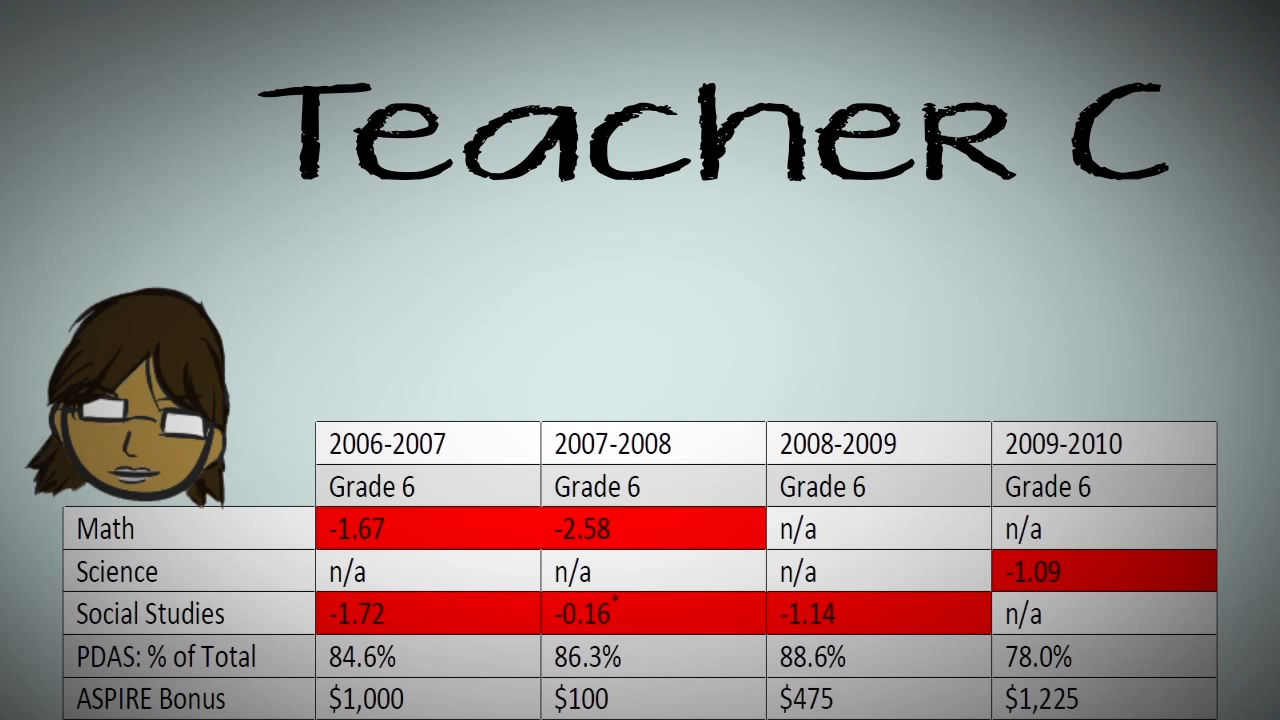 Teacher C
2006-2007 2007-2008 2008-2009 2009-2010
Grade 6 Grade 6 Grade 6 Grade 6
Math -1.67 -2.58 n/a n/a
Science n/a n/a n/a -1.09
Social Studies -1.72 -0.16* -1.14 n/a
PDAS: % of Total 84.6% 86.3% 88.6% 78.0%
ASPIRE Bonus $1,000 $100 $475 $1,225